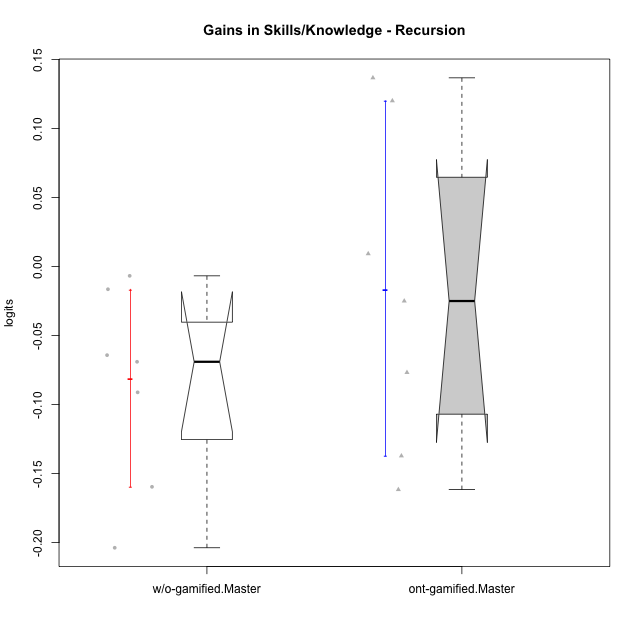 Gains in Skills/Knowledge - Recursion
logits
0.15
0.10
0.05
0.00
-0.05
-0.10
-0.15
-0.20
w/o-gamified.Master ont-gamified.Master